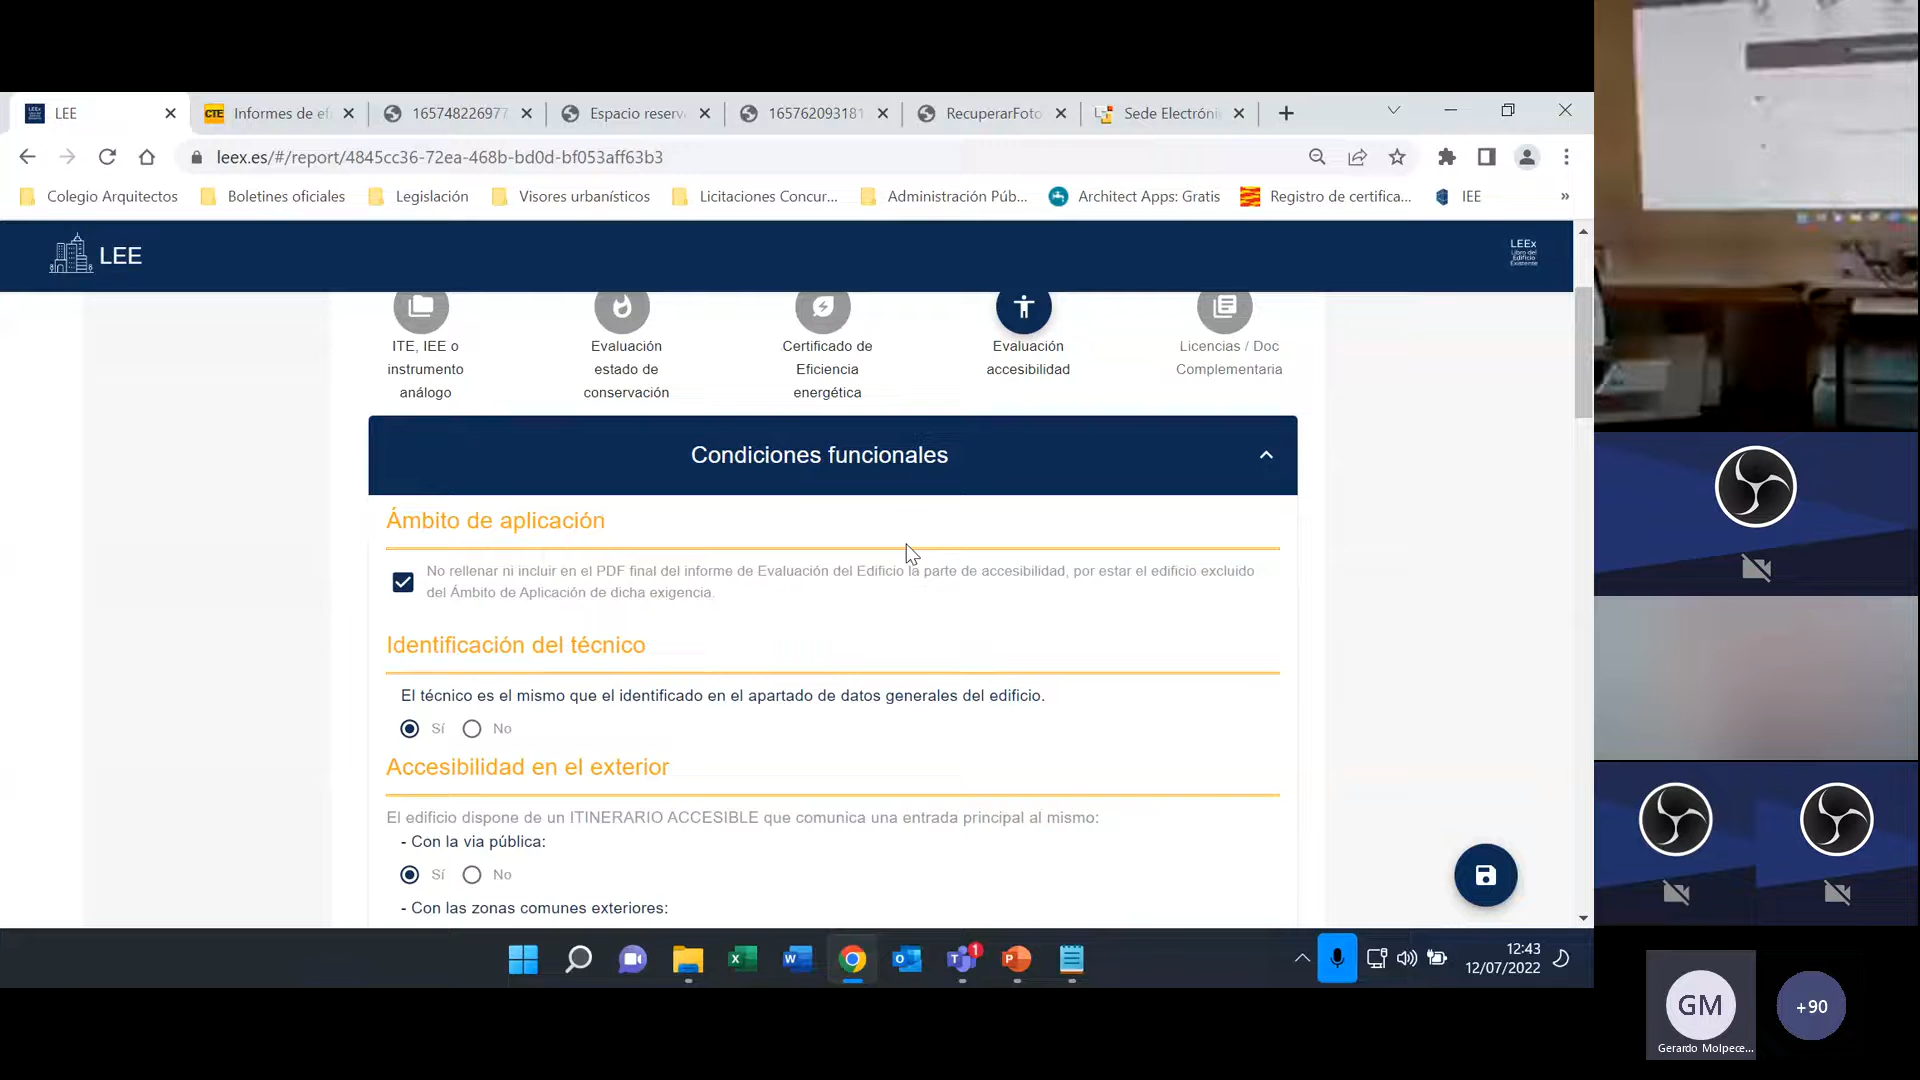 LEE
Informes de ef
165748226977
Espacio reserv
165762093181
RecuperarFoto
Sede Electróni
leex.es/#/report/4845cc36-72ea-468b-bd0d-bf053aff63b3
Colegio Arquitectos
Boletines oficiales
Legislación
Visores urbanísticos
Licitaciones Concur...
Administración Púb...
Architect Apps: Gratis
Registro de certifica...
IEE
»
LEE
LEEx
Libro del
Edificio
Existente
ITE, IEE o
instrumento
análogo
Evaluación
estado de
conservación
Certificado de
Eficiencia
energética
Evaluación
accesibilidad
Licencias / Doc
Complementaria
Condiciones funcionales
Ámbito de aplicación
No rellenar ni incluir en el PDF final del informe de Evaluación del Edificio la parte de accesibilidad, por estar el edificio excluido
del Ámbito de Aplicación de dicha exigencia.
Identificación del técnico
El técnico es el mismo que el identificado en el apartado de datos generales del edificio.
Sí No
Accesibilidad en el exterior
El edificio dispone de un ITINERARIO ACCESIBLE que comunica una entrada principal al mismo:
- Con la via pública:
Sí No
- Con las zonas comunes exteriores:
12:43
12/07/2022
GM
Gerardo Molpece...
+90